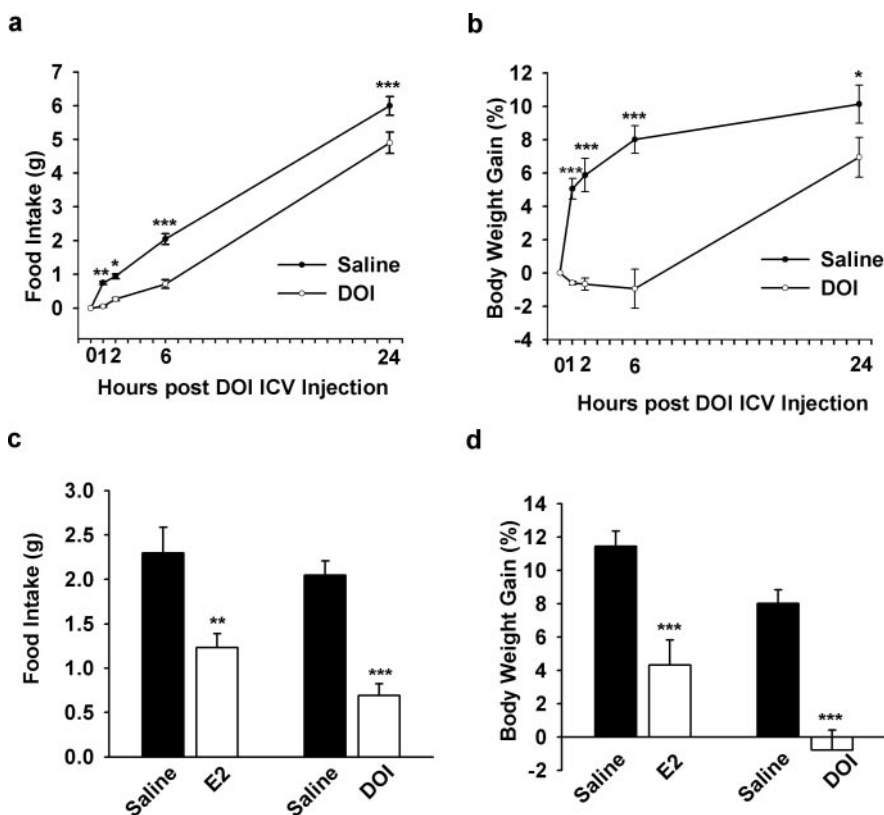 a
Food Intake (g)
7
6
5
4
3
2
1
0
**
*
***
***
Saline
DOI
0 1 2 6 24
Hours post DOI ICV Injection
b
Body Weight Gain (%)
12
10
8
6
4
2
0
-2
-4
***
***
***
*
Saline
DOI
0 1 2 6 24
Hours post DOI ICV Injection
c
Food Intake (g)
3.0
2.5
2.0
1.5
1.0
0.5
0.0
**
***
Saline E2 Saline DOI
d
Body Weight Gain (%)
14
12
10
8
6
4
2
0
-2
***
***
Saline E2 Saline DOI